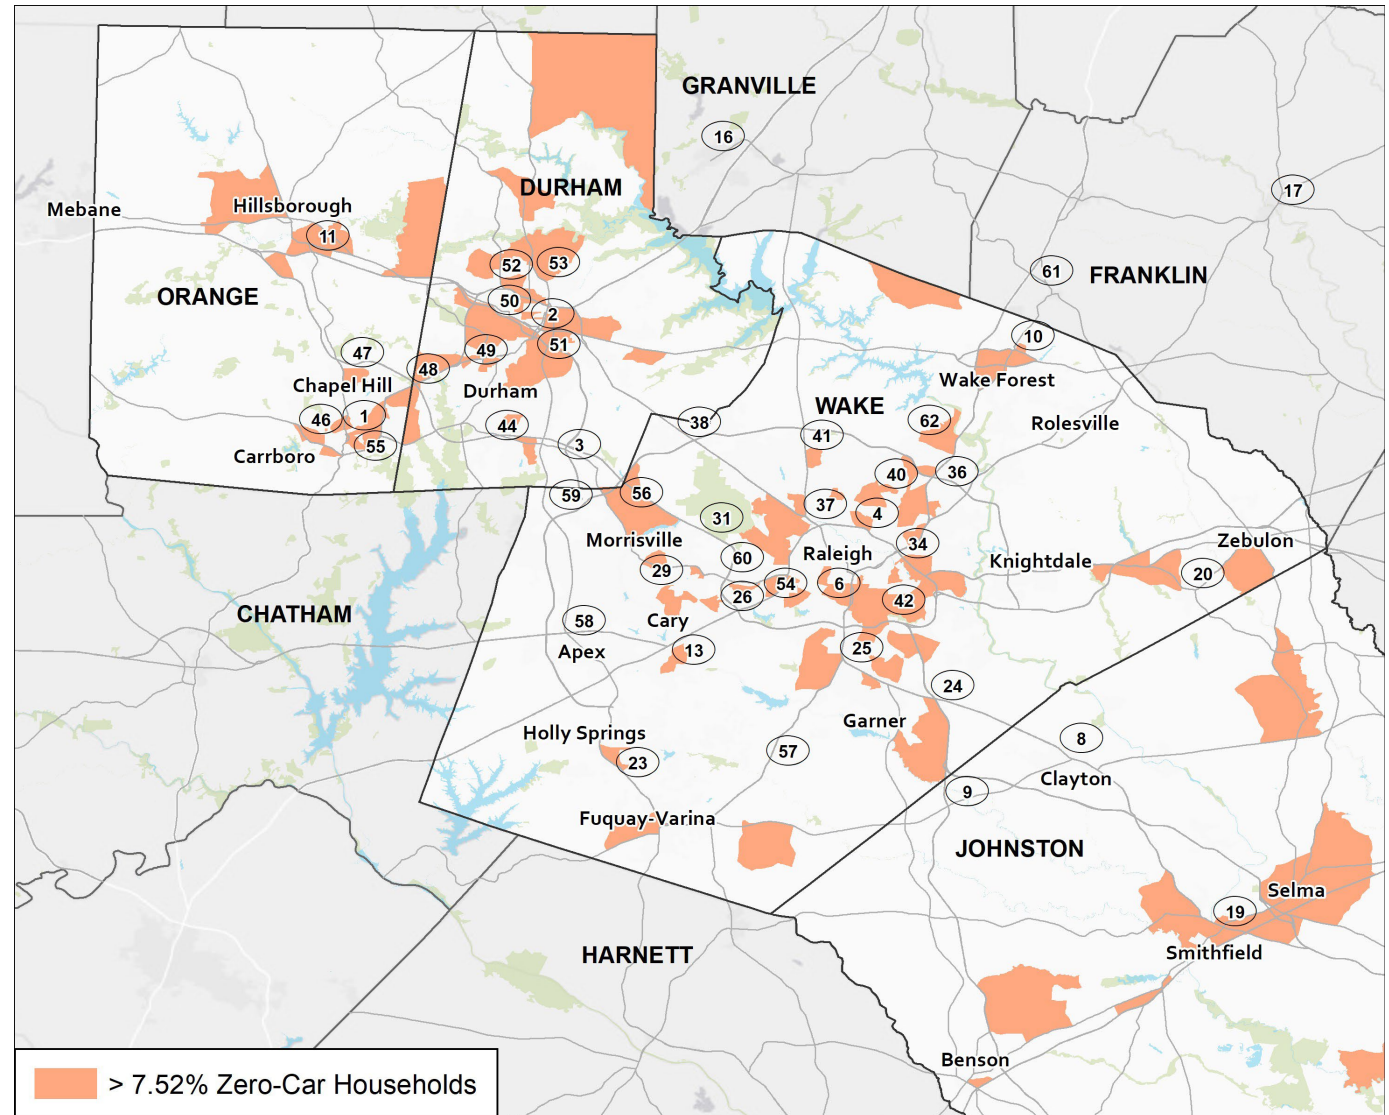 GRANVILLE
16
DURHAM
17
Mebane
Hillsborough
11
52
53
61
FRANKLIN
ORANGE
50
2
10
47
49
51
48
Wake Forest
Chapel Hill
Durham
WAKE
46
1
44
38
62
Rolesville
41
Carrboro
55
3
40
36
59
56
31
37
4
Morrisville
Raleigh
34
Zebulon
29
60
Knightdale
20
54
6
26
42
CHATHAM
58
Cary
Apex
13
25
24
Holly Springs
Garner
23
57
8
Clayton
9
Fuquay-Varina
JOHNSTON
Selma
19
HARNETT
Smithfield
Benson
> 7.52% Zero-Car Households